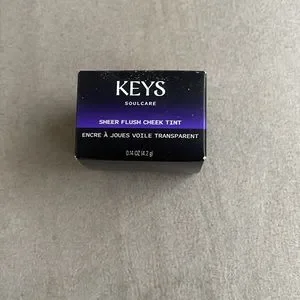 KEYS
SOULCARE
SHEER FLUSH CHEEK TINT
ENCRE À JOUES VOILE TRANSPARENT
0.14 OZ (4.2 g)